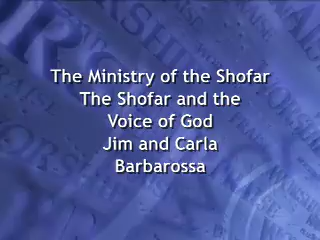 The Ministry of the Shofar
The Shofar and the
Voice of God
Jim and Carla
Barbarossa